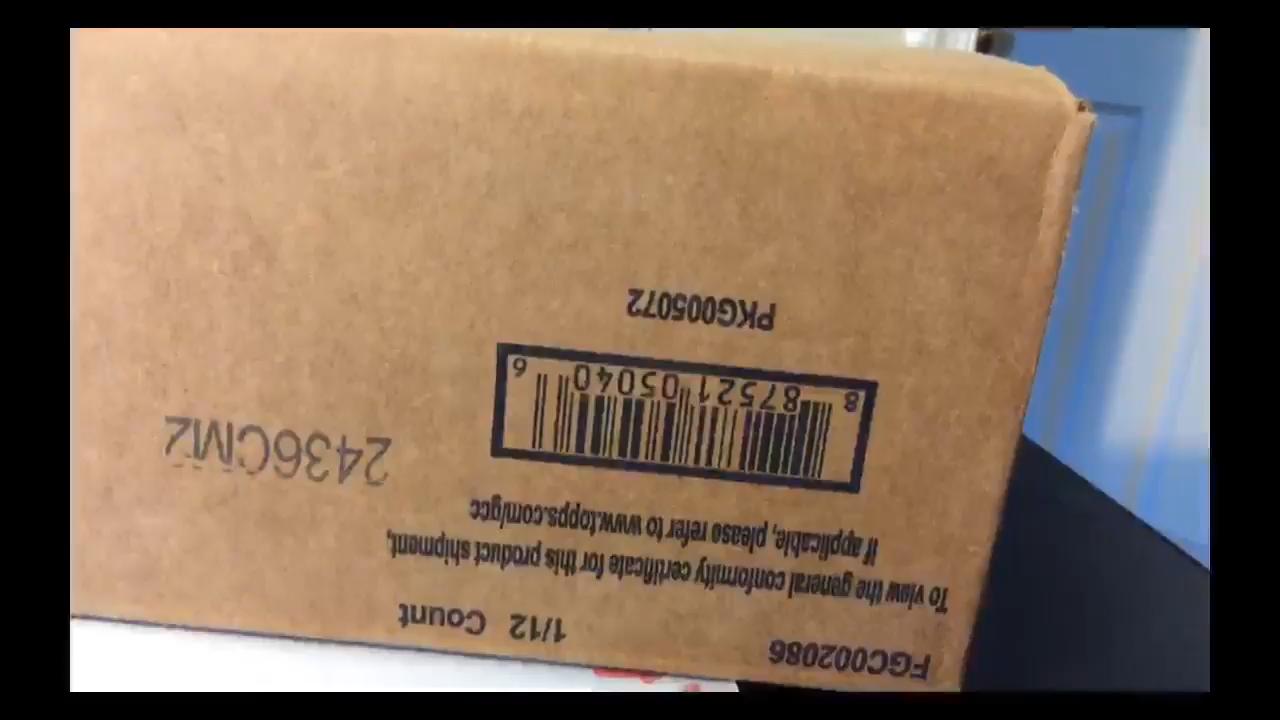 FGC002086 1/12 Count
To view the general conformity certificate for this product shipment,
if applicable, please refer to www.topps.com/gcc
8 87521 05040 6
2436CM2
PKG005072